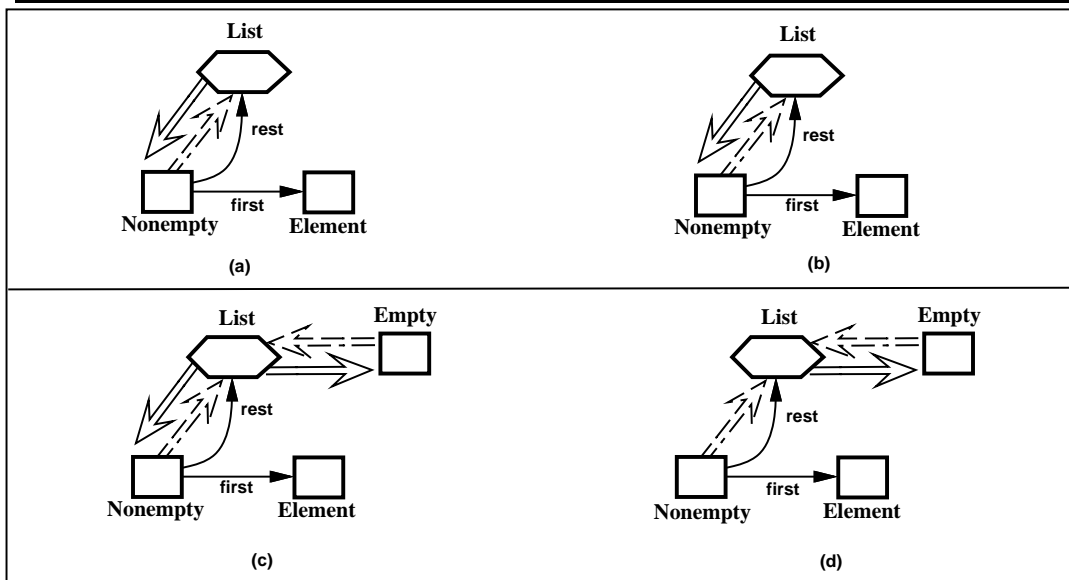 List
rest
first
Nonempty
Element
(a)
List
rest
first
Nonempty
Element
(b)
List
Empty
rest
first
Nonempty
Element
(c)
List
Empty
rest
first
Nonempty
Element
(d)